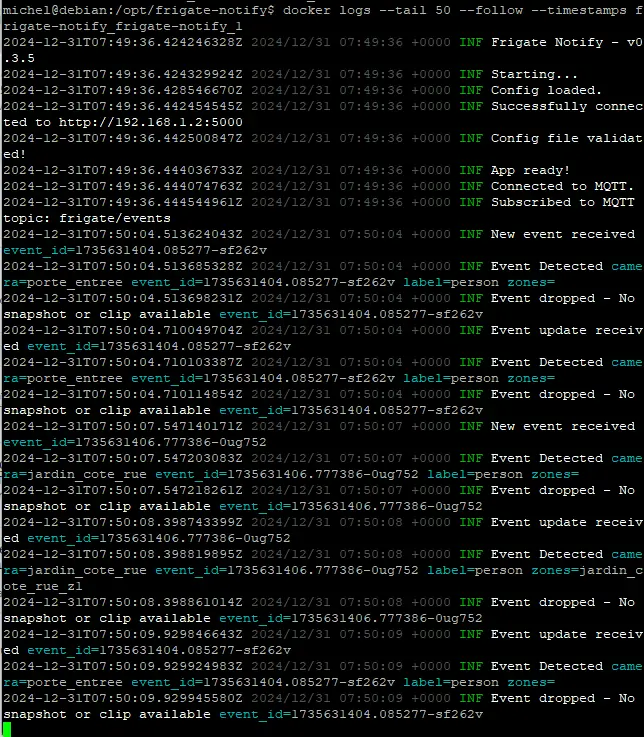 michel@debian:/opt/frigate-notify$ docker logs --tail 50 --follow --timestamps f
rigate-notify_frigate-notify_1
2024-12-31T07:49:36.424246328Z 2024/12/31 07:49:36 +0000 INF Frigate Notify - v0
.3.5
2024-12-31T07:49:36.424329924Z 2024/12/31 07:49:36 +0000 INF Starting...
2024-12-31T07:49:36.428546670Z 2024/12/31 07:49:36 +0000 INF Config loaded.
2024-12-31T07:49:36.442454545Z 2024/12/31 07:49:36 +0000 INF Successfully connec
ted to http://192.168.1.2:5000
2024-12-31T07:49:36.442500847Z 2024/12/31 07:49:36 +0000 INF Config file validat
ed!
2024-12-31T07:49:36.444036733Z 2024/12/31 07:49:36 +0000 INF App ready!
2024-12-31T07:49:36.444074763Z 2024/12/31 07:49:36 +0000 INF Connected to MQTT.
2024-12-31T07:49:36.444544961Z 2024/12/31 07:49:36 +0000 INF Subscribed to MQTT
topic: frigate/events
2024-12-31T07:50:04.513624043Z 2024/12/31 07:50:04 +0000 INF New event received
event_id=1735631404.085277-sf262v
2024-12-31T07:50:04.513685328Z 2024/12/31 07:50:04 +0000 INF Event Detected came
ra=porte_entree event_id=1735631404.085277-sf262v label=person zones=
2024-12-31T07:50:04.513698231Z 2024/12/31 07:50:04 +0000 INF Event dropped - No
snapshot or clip available event_id=1735631404.085277-sf262v
2024-12-31T07:50:04.710049704Z 2024/12/31 07:50:04 +0000 INF Event update receiv
ed event_id=1735631404.085277-sf262v
2024-12-31T07:50:04.710103387Z 2024/12/31 07:50:04 +0000 INF Event Detected came
ra=porte_entree event_id=1735631404.085277-sf262v label=person zones=
2024-12-31T07:50:04.710114854Z 2024/12/31 07:50:04 +0000 INF Event dropped - No
snapshot or clip available event_id=1735631404.085277-sf262v
2024-12-31T07:50:07.547140171Z 2024/12/31 07:50:07 +0000 INF New event received
event_id=1735631406.777386-0ug752
2024-12-31T07:50:07.547203083Z 2024/12/31 07:50:07 +0000 INF Event Detected came
ra=jardin_cote_rue event_id=1735631406.777386-0ug752 label=person zones=
2024-12-31T07:50:07.547218261Z 2024/12/31 07:50:07 +0000 INF Event dropped - No
snapshot or clip available event_id=1735631406.777386-0ug752
2024-12-31T07:50:08.398743399Z 2024/12/31 07:50:08 +0000 INF Event update receiv
ed event_id=1735631406.777386-0ug752
2024-12-31T07:50:08.398819895Z 2024/12/31 07:50:08 +0000 INF Event Detected came
ra=jardin_cote_rue event_id=1735631406.777386-0ug752 label=person zones=jardin_c
ote_rue_z1
2024-12-31T07:50:08.398861014Z 2024/12/31 07:50:08 +0000 INF Event dropped - No
snapshot or clip available event_id=1735631406.777386-0ug752
2024-12-31T07:50:09.929846643Z 2024/12/31 07:50:09 +0000 INF Event update receiv
ed event_id=1735631404.085277-sf262v
2024-12-31T07:50:09.929924983Z 2024/12/31 07:50:09 +0000 INF Event Detected came
ra=porte_entree event_id=1735631404.085277-sf262v label=person zones=
2024-12-31T07:50:09.929945580Z 2024/12/31 07:50:09 +0000 INF Event dropped - No
snapshot or clip available event_id=1735631404.085277-sf262v